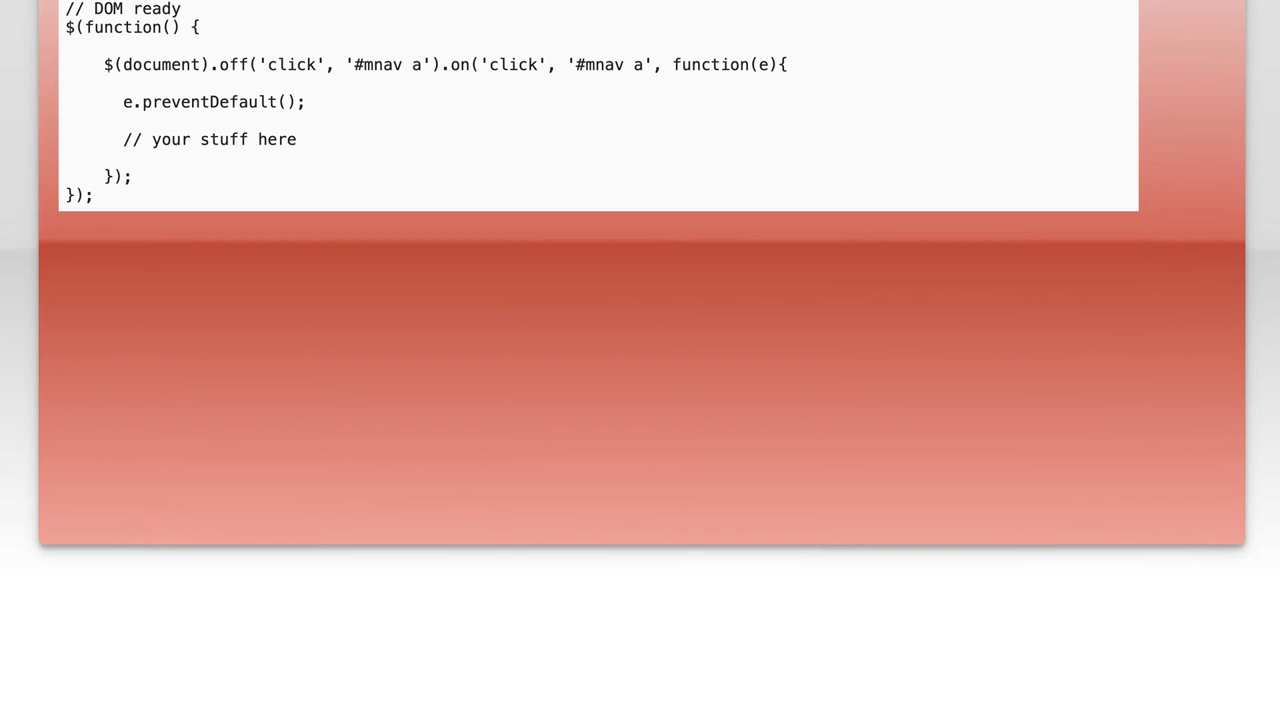 // DOM ready
$(function() {
$(document).off('click', '#mnav a').on('click', '#mnav a', function(e){
e.preventDefault();
// your stuff here
});
});